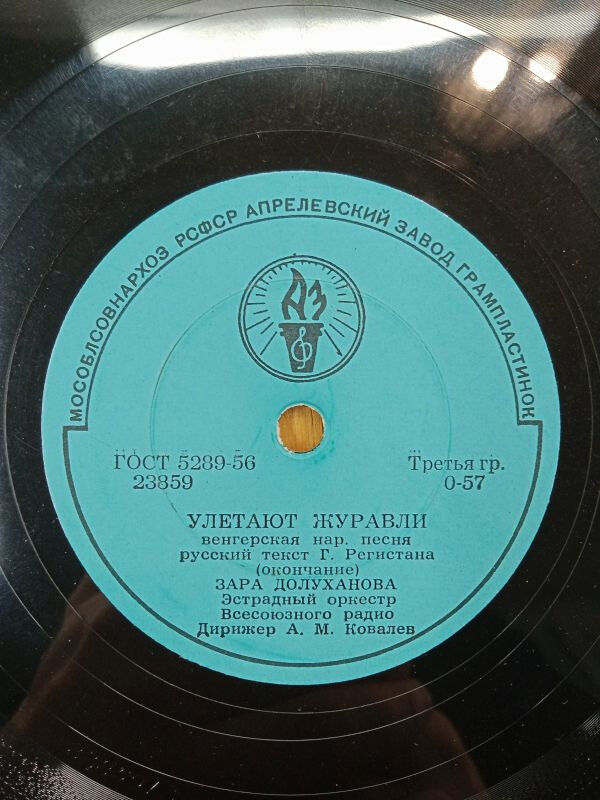 МОСОБЛСОВНАРХОЗ РСФСР АПРЕЛЕВСКИЙ ЗАВОД ГРАМПЛАСТИНОК
АЗ
ГОСТ 5289-56
23859
Третья гр.
0-57
УЛЕТАЮТ ЖУРАВЛИ
венгерская нар. песня
русский текст Г. Регистана
(окончание)
ЗАРА ДОЛУХАНОВА
Эстрадный оркестр
Всесоюзного радио
Дирижер А. М. Ковалев